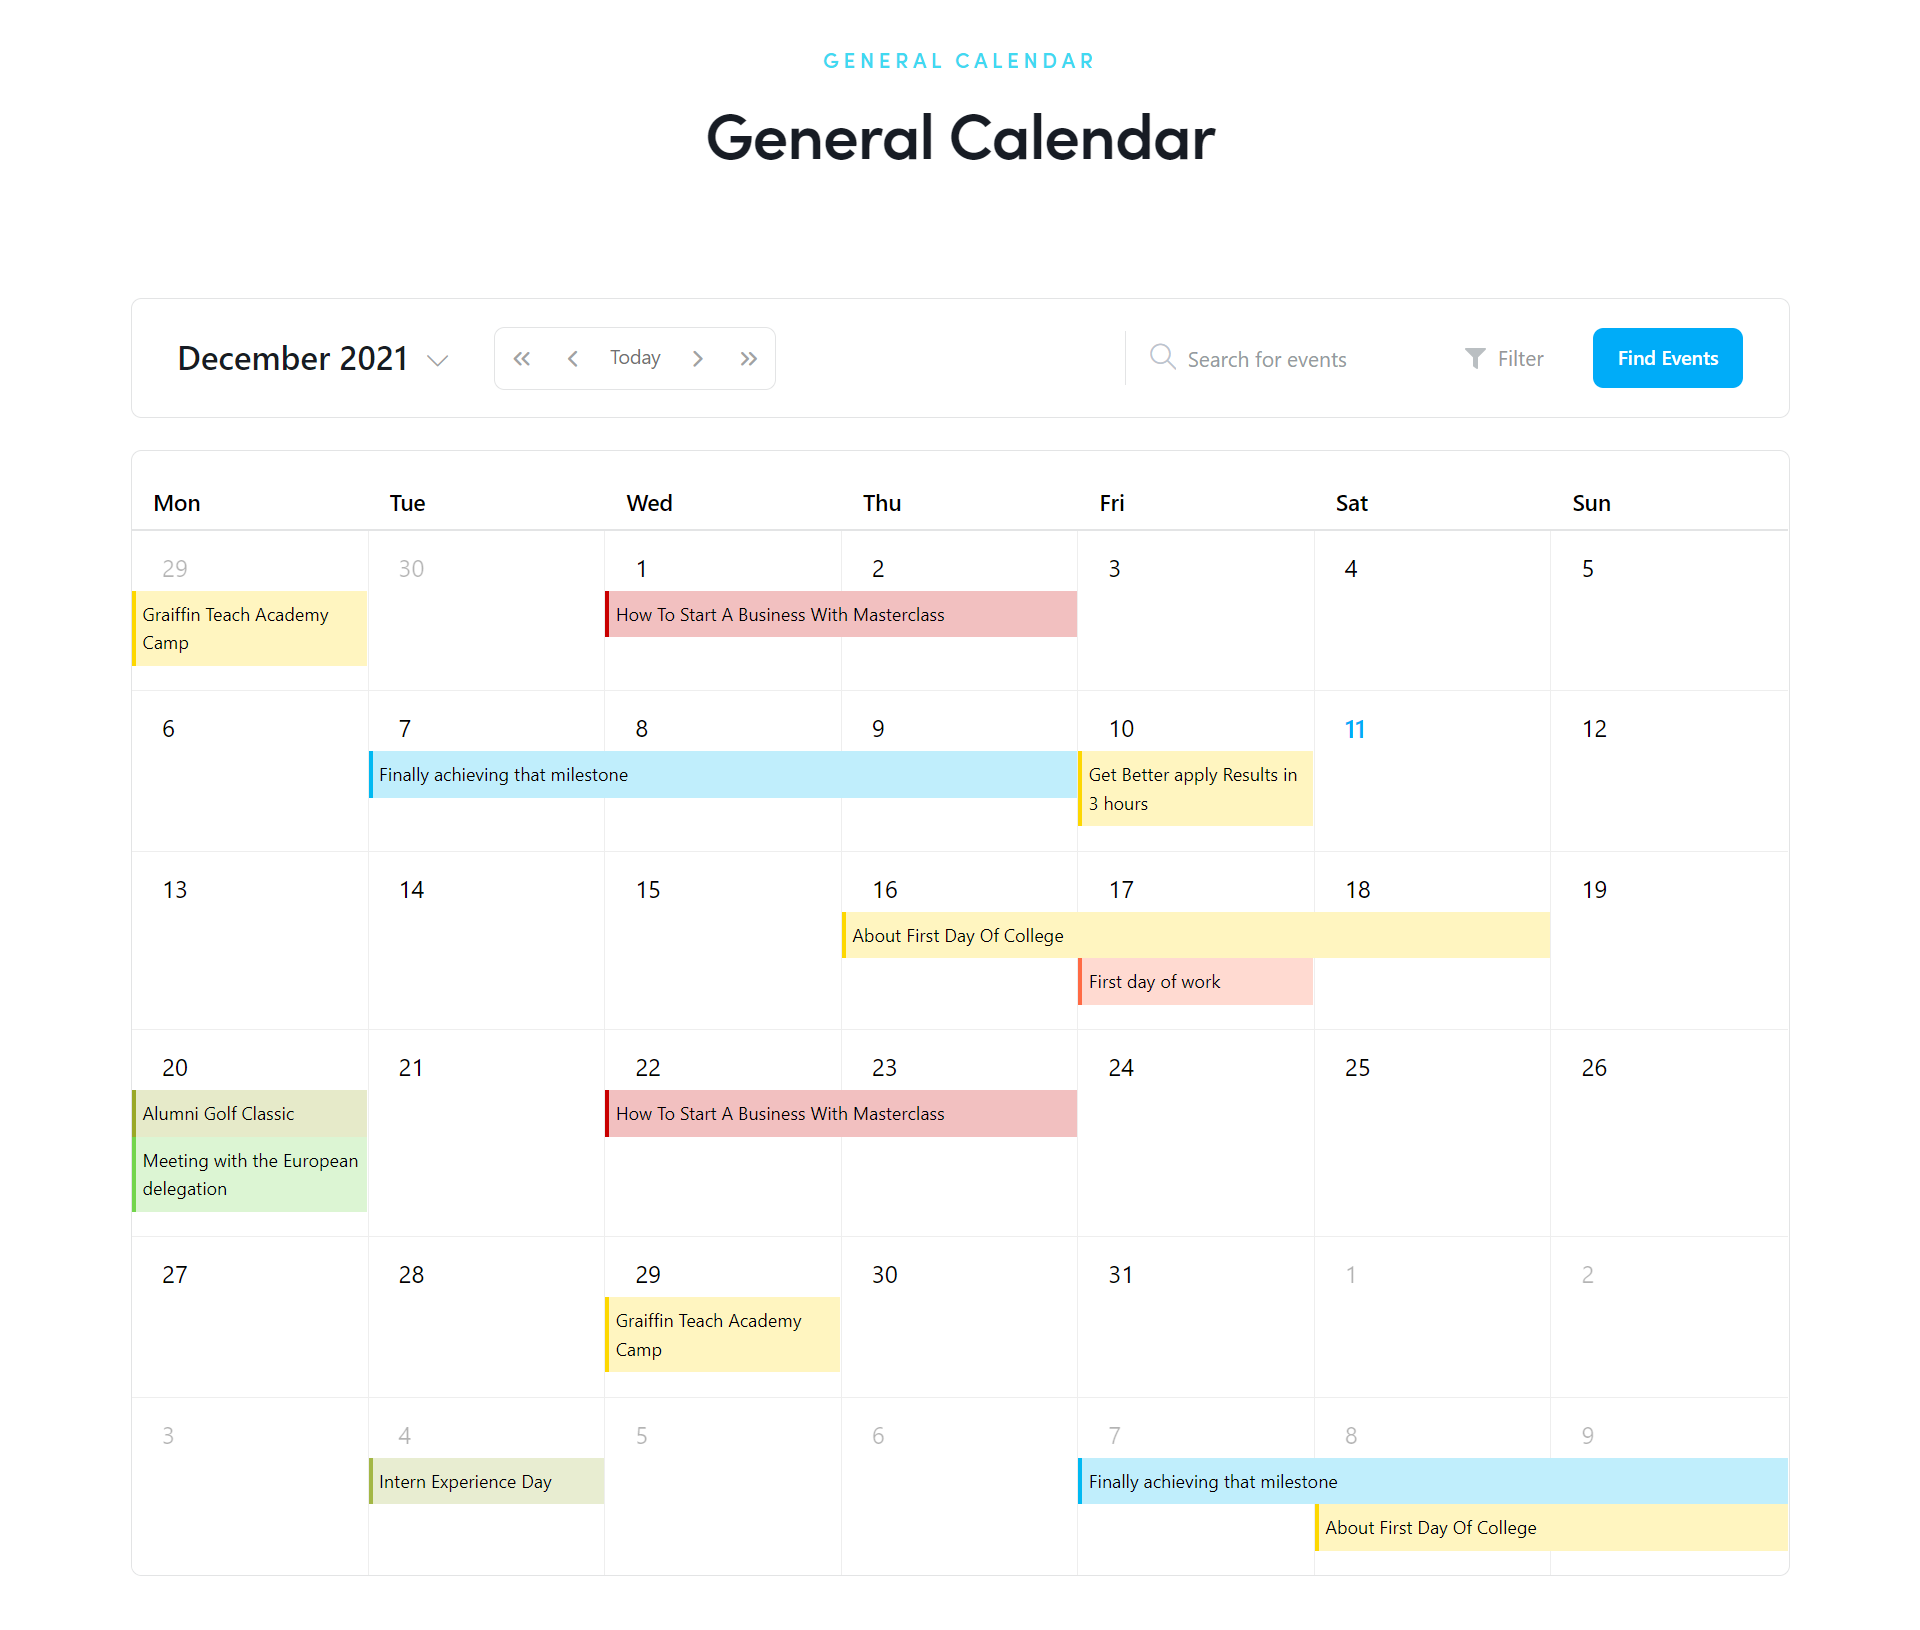 GENERAL CALENDAR
General Calendar
December 2021
Today
Search for events
Filter
Find Events
Mon Tue Wed Thu Fri Sat Sun
29 30 1 2 3 4 5
Graiffin Teach Academy
Camp
How To Start A Business With Masterclass
6 7 8 9 10 11 12
Finally achieving that milestone
Get Better apply Results in
3 hours
13 14 15 16 17 18 19
About First Day Of College
First day of work
20 21 22 23 24 25 26
Alumni Golf Classic
How To Start A Business With Masterclass
Meeting with the European
delegation
27 28 29 30 31 1 2
Graiffin Teach Academy
Camp
3 4 5 6 7 8 9
Intern Experience Day
Finally achieving that milestone
About First Day Of College